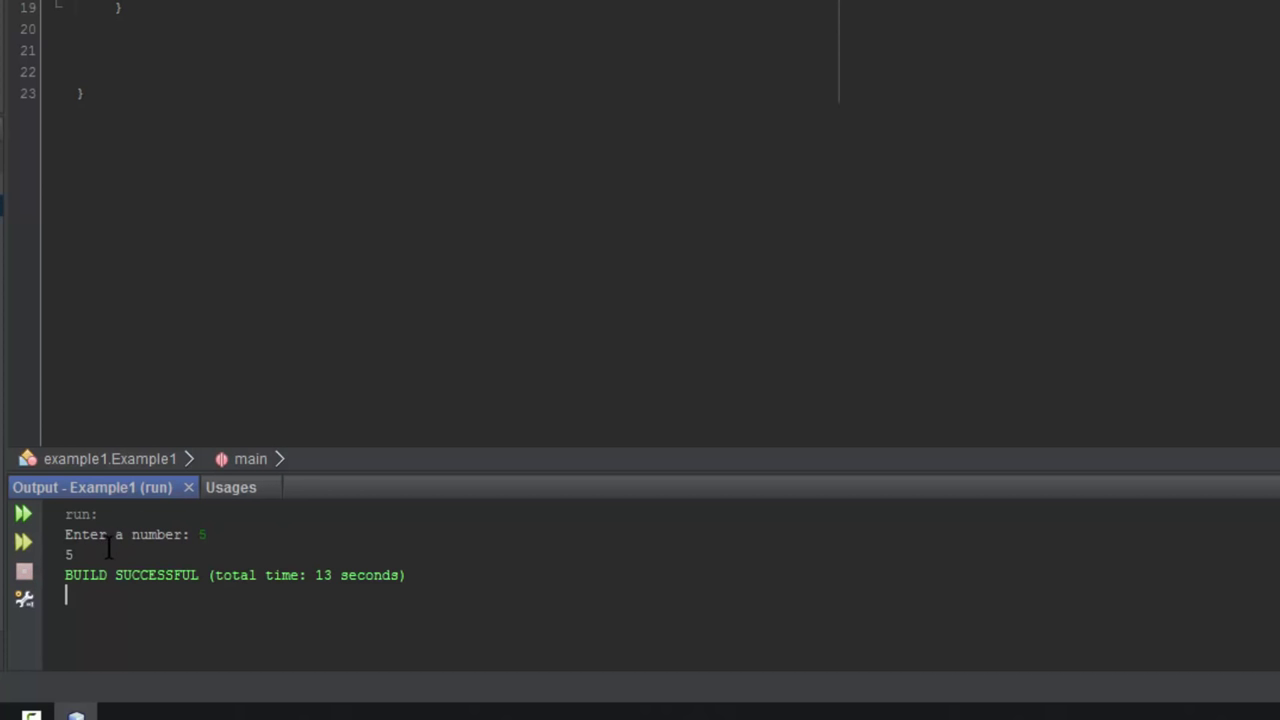 19 }
20
21
22
23 }
example1.Example1 main
Output - Example1 (run) Usages
run:
Enter a number: 5
5
BUILD SUCCESSFUL (total time: 13 seconds)